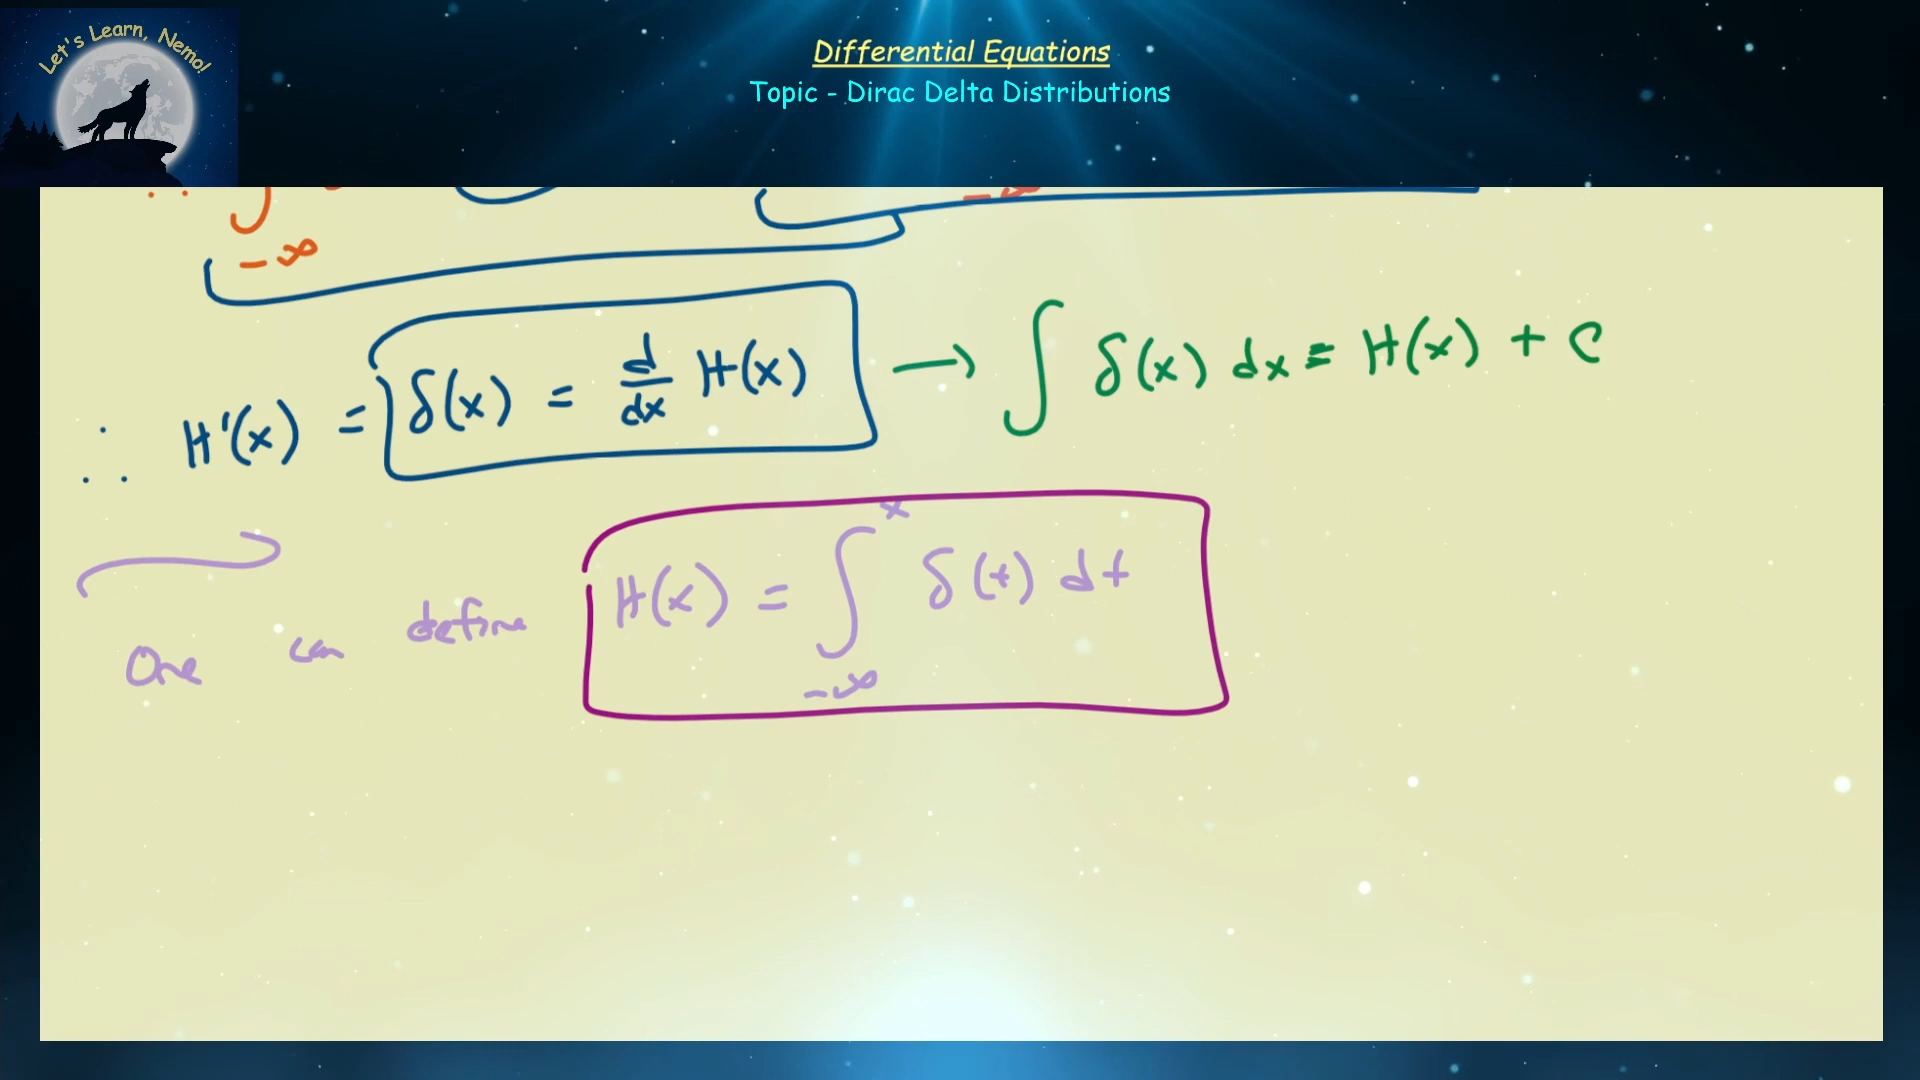 Let's Learn, Nemo!
Differential Equations
Topic - Dirac Delta Distributions
-∞
-∞
∴ H'(x) = δ(x) = d/dx H(x) → ∫ δ(x) dx = H(x) + C
One can define H(x) = ∫_{-∞}^{x} δ(t) dt